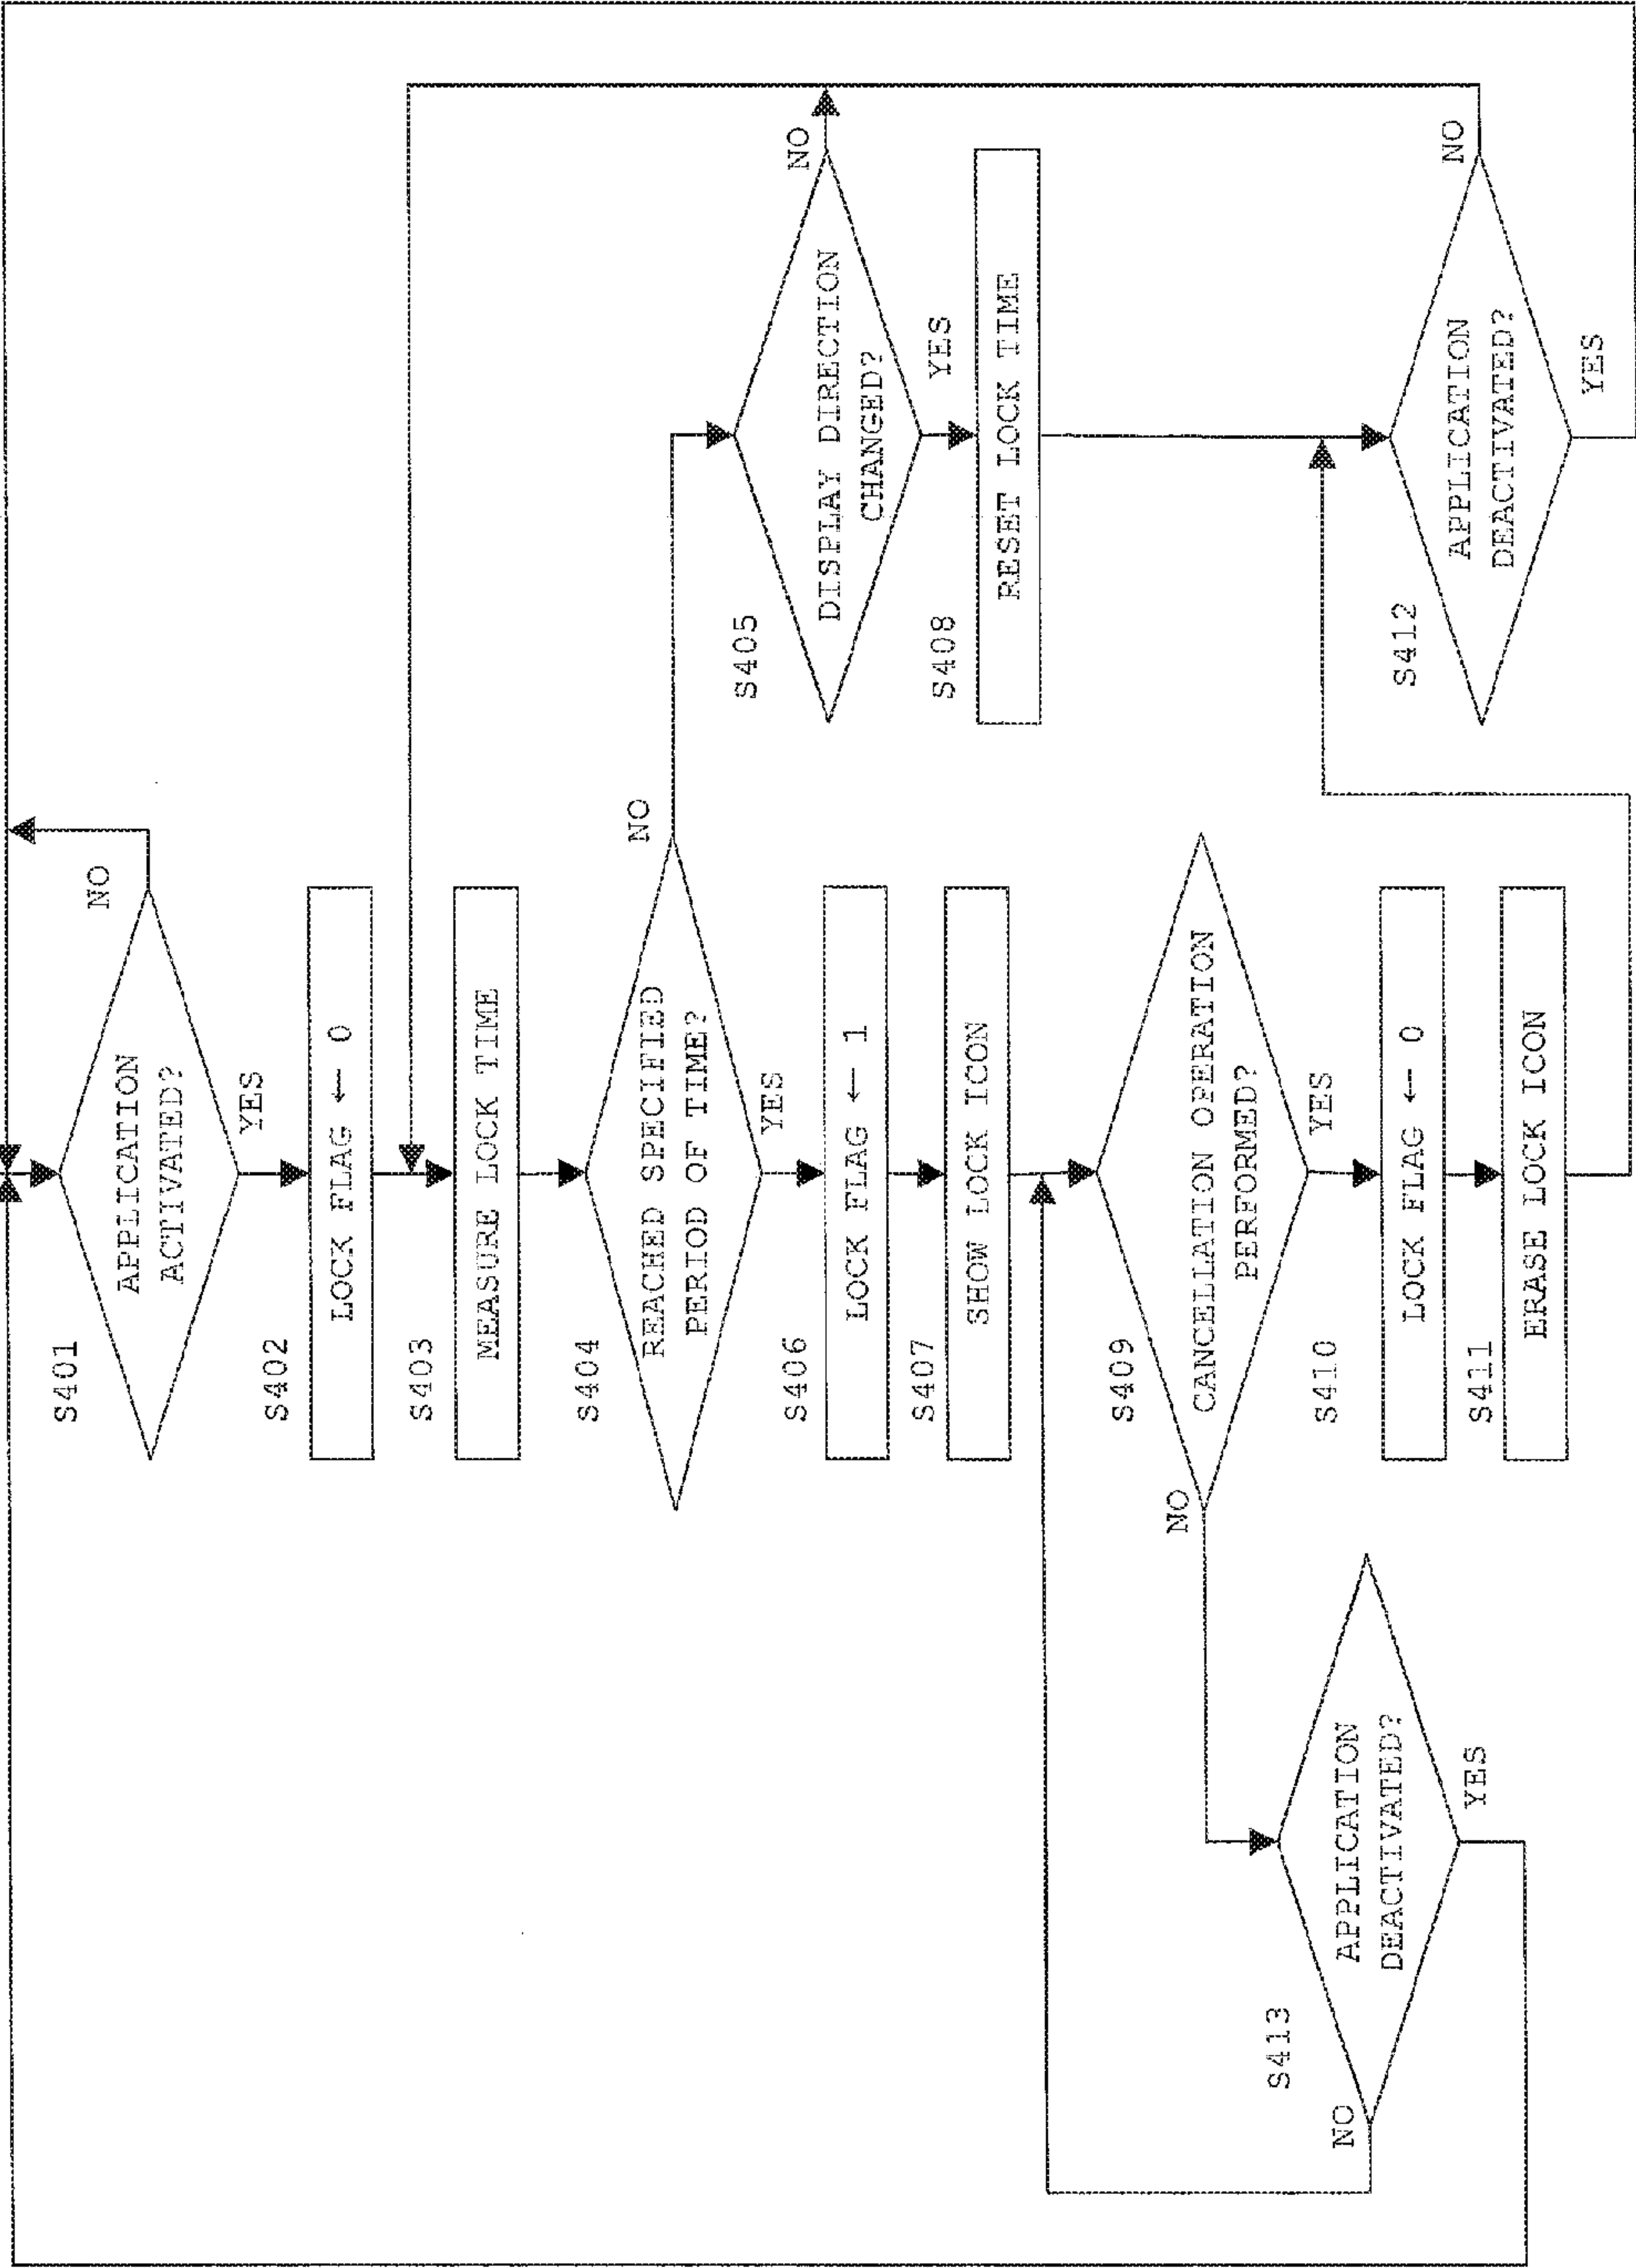 S401
APPLICATION
ACTIVATED?
NO
YES
S402
LOCK FLAG ← 0
S403
MEASURE LOCK TIME
S404
REACHED SPECIFIED
PERIOD OF TIME?
NO
YES
S405
DISPLAY DIRECTION
CHANGED?
NO
YES
S406
LOCK FLAG ← 1
S407
SHOW LOCK ICON
S408
RESET LOCK TIME
S409
CANCELLATION OPERATION
PERFORMED?
NO
YES
S410
LOCK FLAG ← 0
S411
ERASE LOCK ICON
S412
APPLICATION
DEACTIVATED?
NO
YES
S413
APPLICATION
DEACTIVATED?
NO
YES